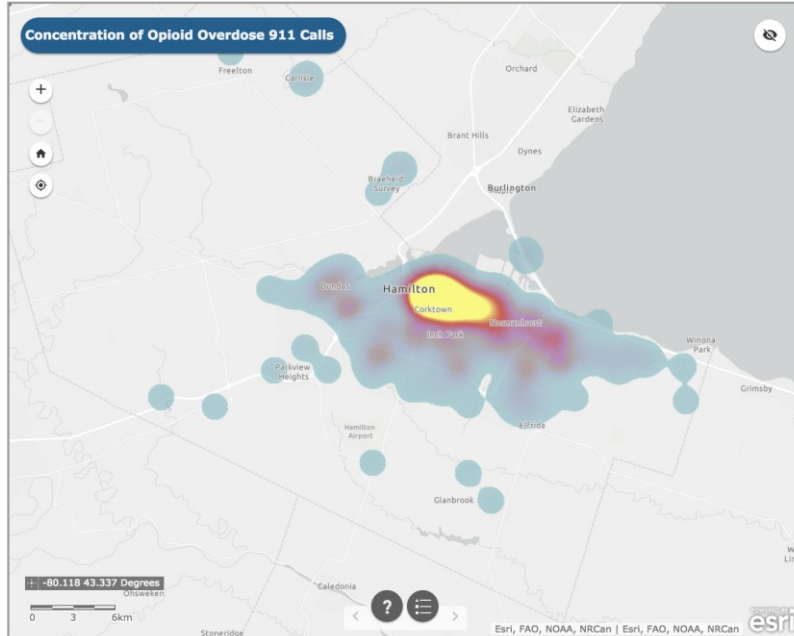 Concentration of Opioid Overdose 911 Calls
Freelton
Carlisle
Orchard
Elizabeth
Gardens
Brant Hills
Dynes
Braeheid
Survey
Burlington
Dundas
Hamilton
Corktown
Normanhurst
Inch Park
Winona
Park
Parkview
Heights
Grimsby
Hamilton
Airport
Elfrida
Glanbrook
-80.118 43.337 Degrees
Ohsweken
Caledonia
0 3 6km
?
Stoneridge
Esri, FAO, NOAA, NRCan | Esri, FAO, NOAA, NRCan
POWERED BY
esri